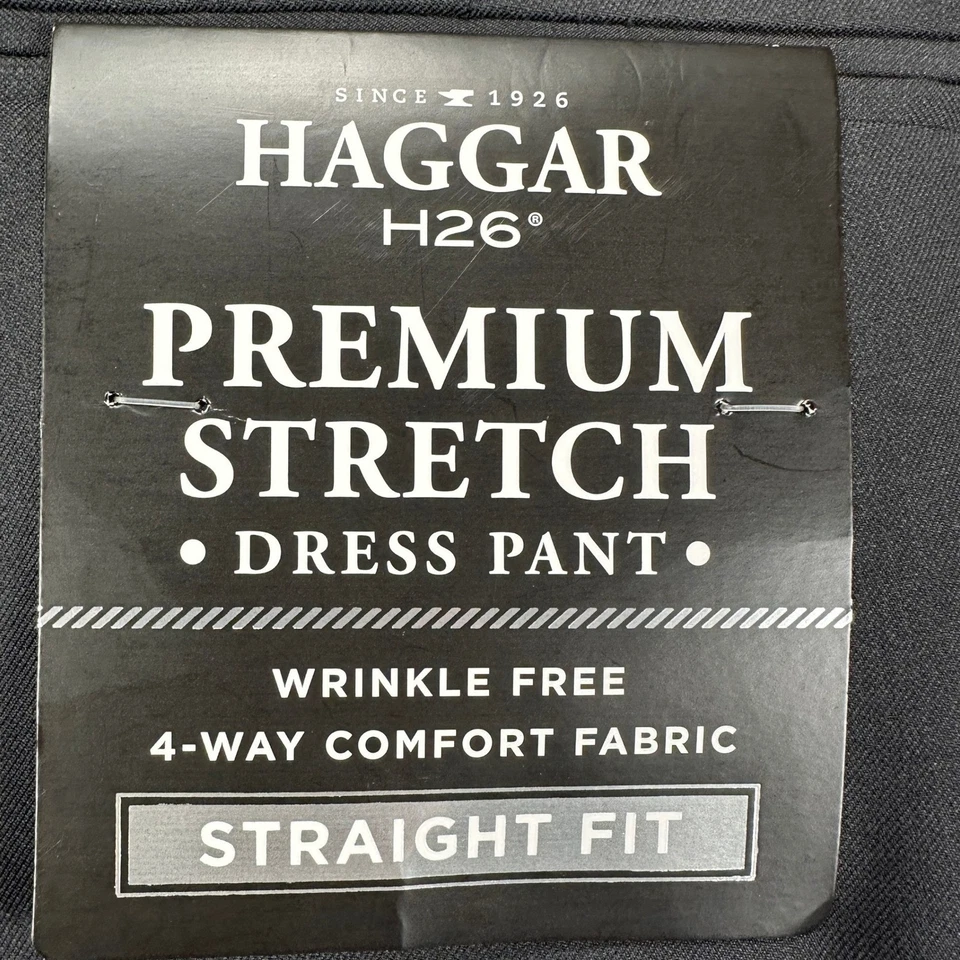 SINCE 1926
HAGGAR
H26®
PREMIUM
STRETCH
• DRESS PANT •
WRINKLE FREE
4-WAY COMFORT FABRIC
STRAIGHT FIT